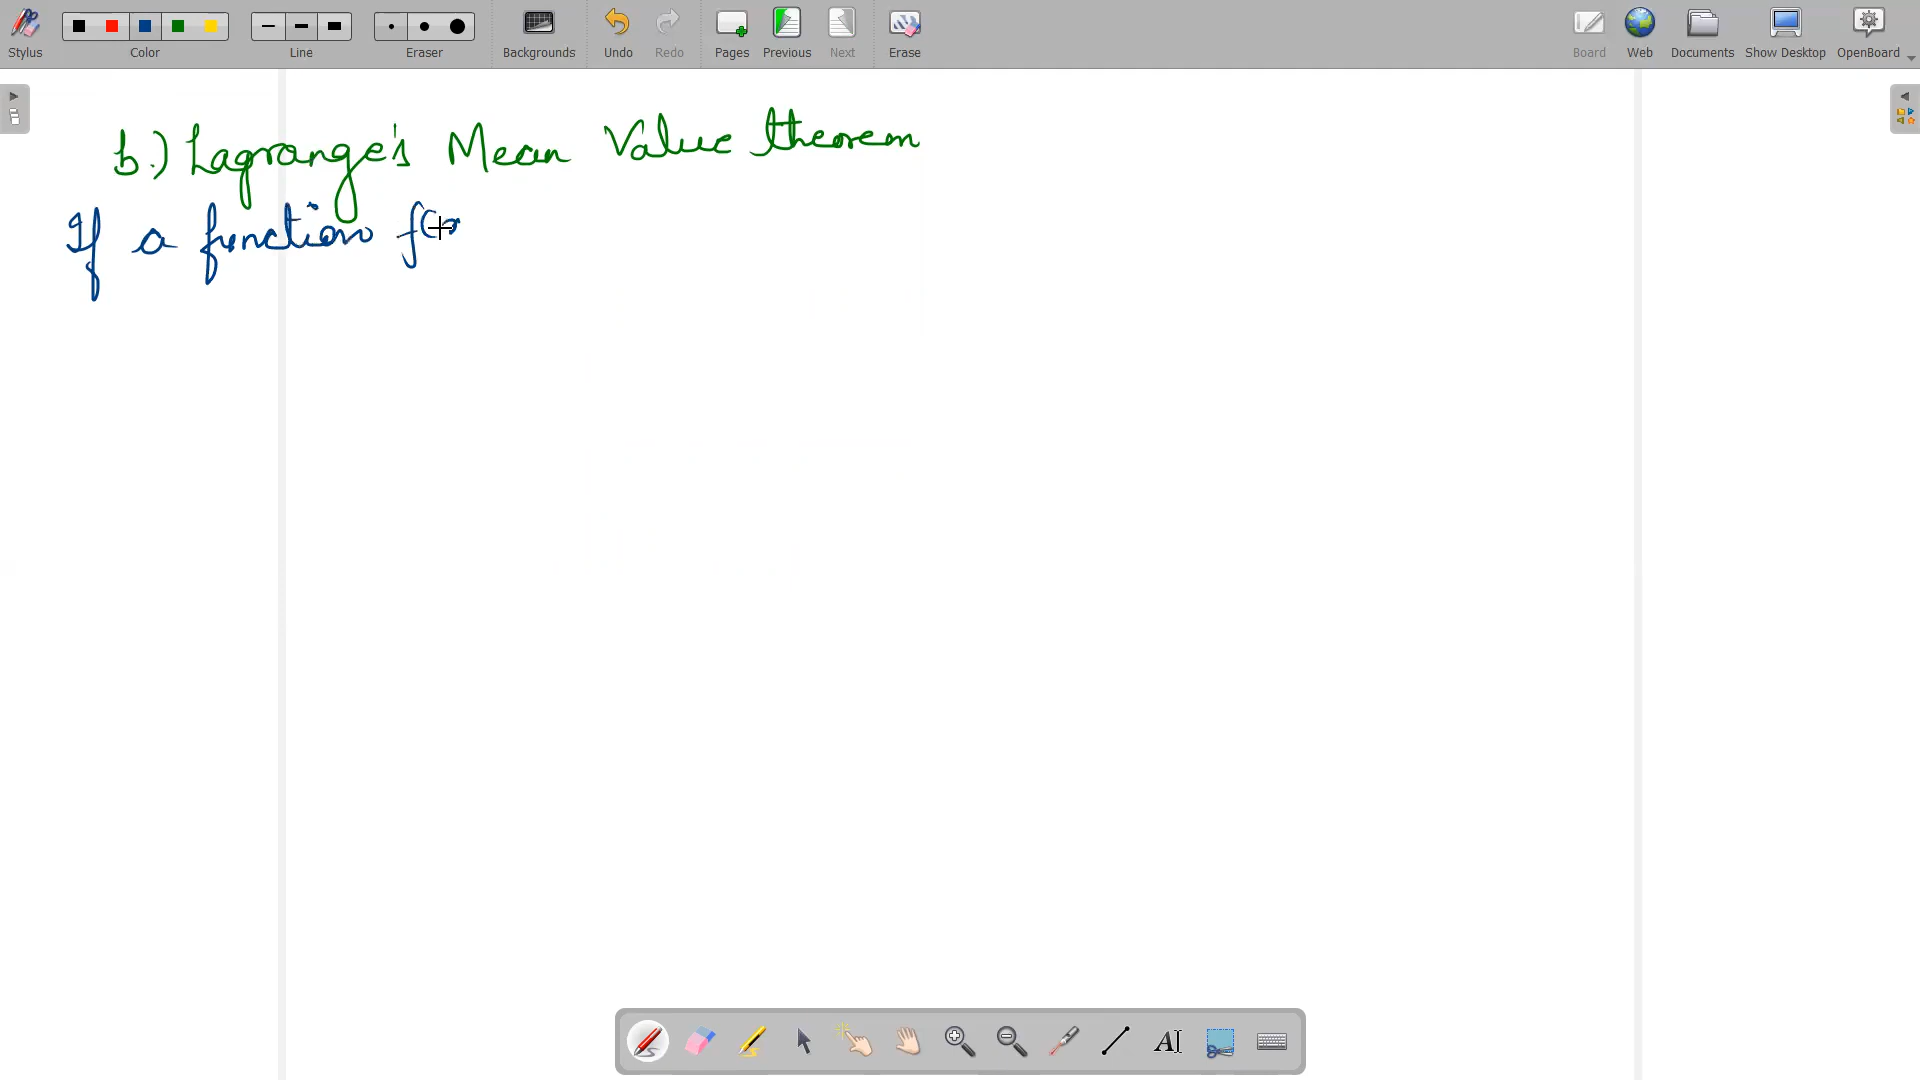 Stylus Color Line Eraser Backgrounds Undo Redo Pages Previous Next Erase Board Web Documents Show Desktop OpenBoard
b.) Lagrange's Mean Value theorem
If a function f(x